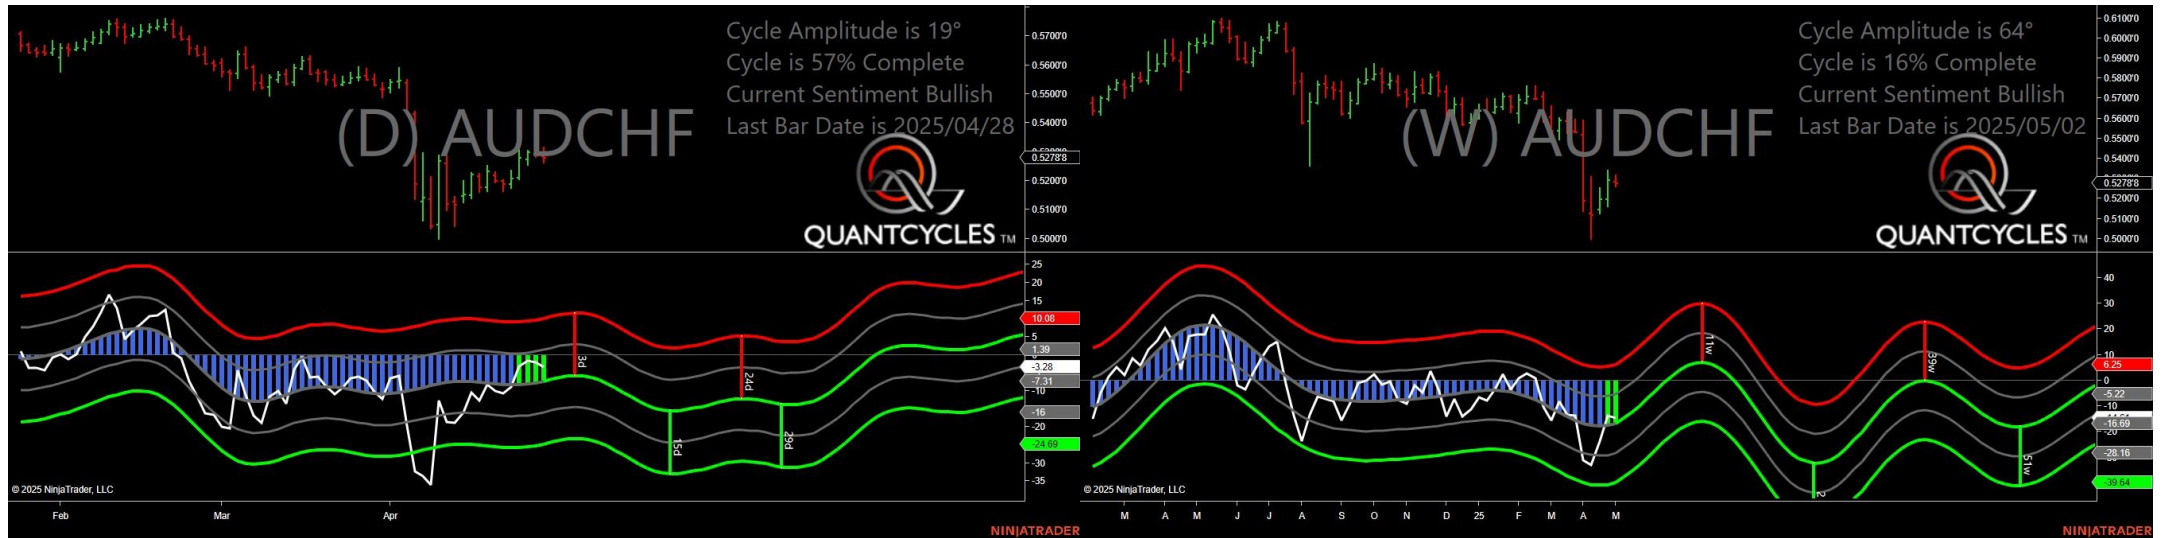 Cycle Amplitude is 19°
Cycle is 57% Complete
Current Sentiment Bullish
Last Bar Date is 2025/04/28
(D) AUDCHF
QUANTCYCLES TM
0.5700'0
0.5600'0
0.5500'0
0.5400'0
0.5278'8
0.5200'0
0.5100'0
0.5000'0
25
20
15
10.08
5
1.39
-3.28
-7.31
-10
-16
-20
-24.69
-30
-35
3d
15d
24d
29d
© 2025 NinjaTrader, LLC
Feb Mar Apr
NINJATRADER
Cycle Amplitude is 64°
Cycle is 16% Complete
Current Sentiment Bullish
Last Bar Date is 2025/05/02
(W) AUDCHF
QUANTCYCLES TM
0.6100'0
0.6000'0
0.5900'0
0.5800'0
0.5700'0
0.5600'0
0.5500'0
0.5400'0
0.5278'8
0.5200'0
0.5100'0
0.5000'0
40
30
20
10
6.25
0
-5.22
-10
-16.69
-20
-28.16
-39.64
11w
39w
51w
© 2025 NinjaTrader, LLC
M A M J J A S O N D 25 F M A M
NINJATRADER